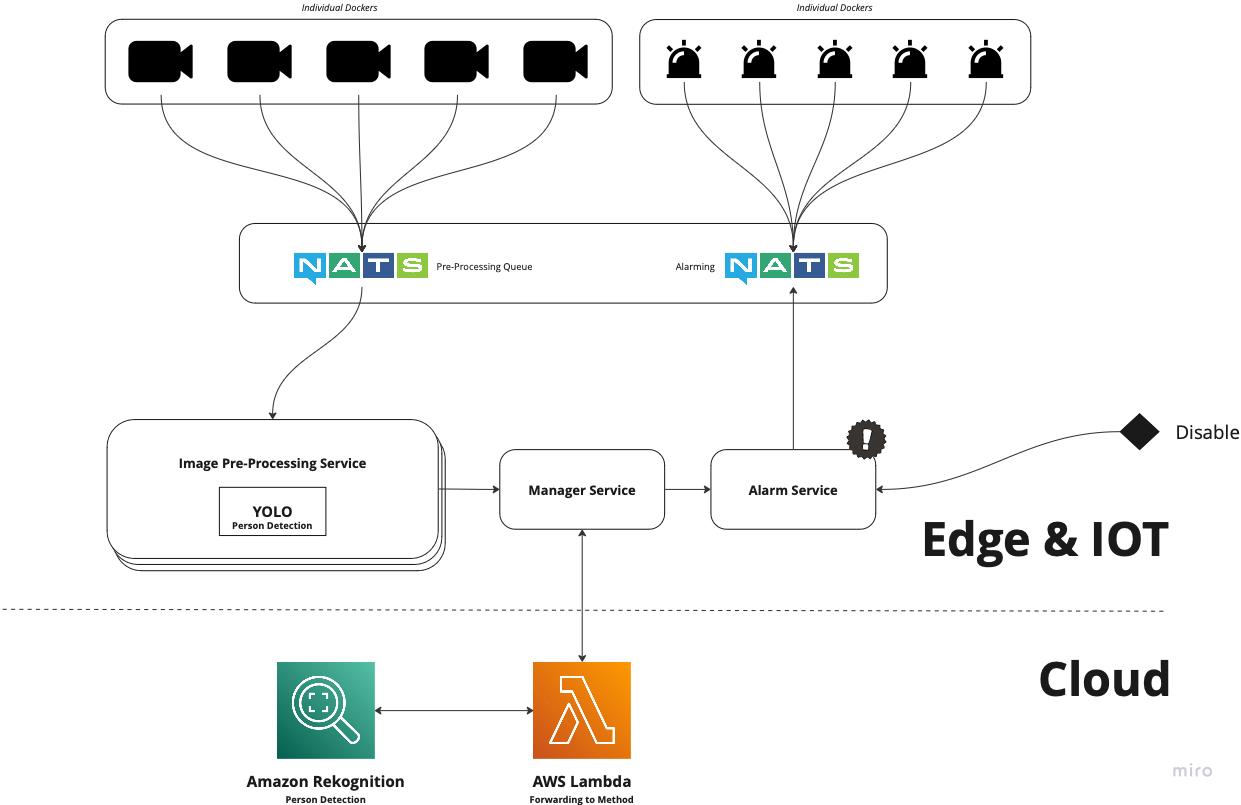 Individual Dockers
Individual Dockers
NATS
Pre-Processing Queue
Alarming
NATS
Disable
Image Pre-Processing Service
YOLO
Person Detection
Manager Service
Alarm Service
Edge & IOT
Cloud
Amazon Rekognition
Person Detection
AWS Lambda
Forwarding to Method
miro